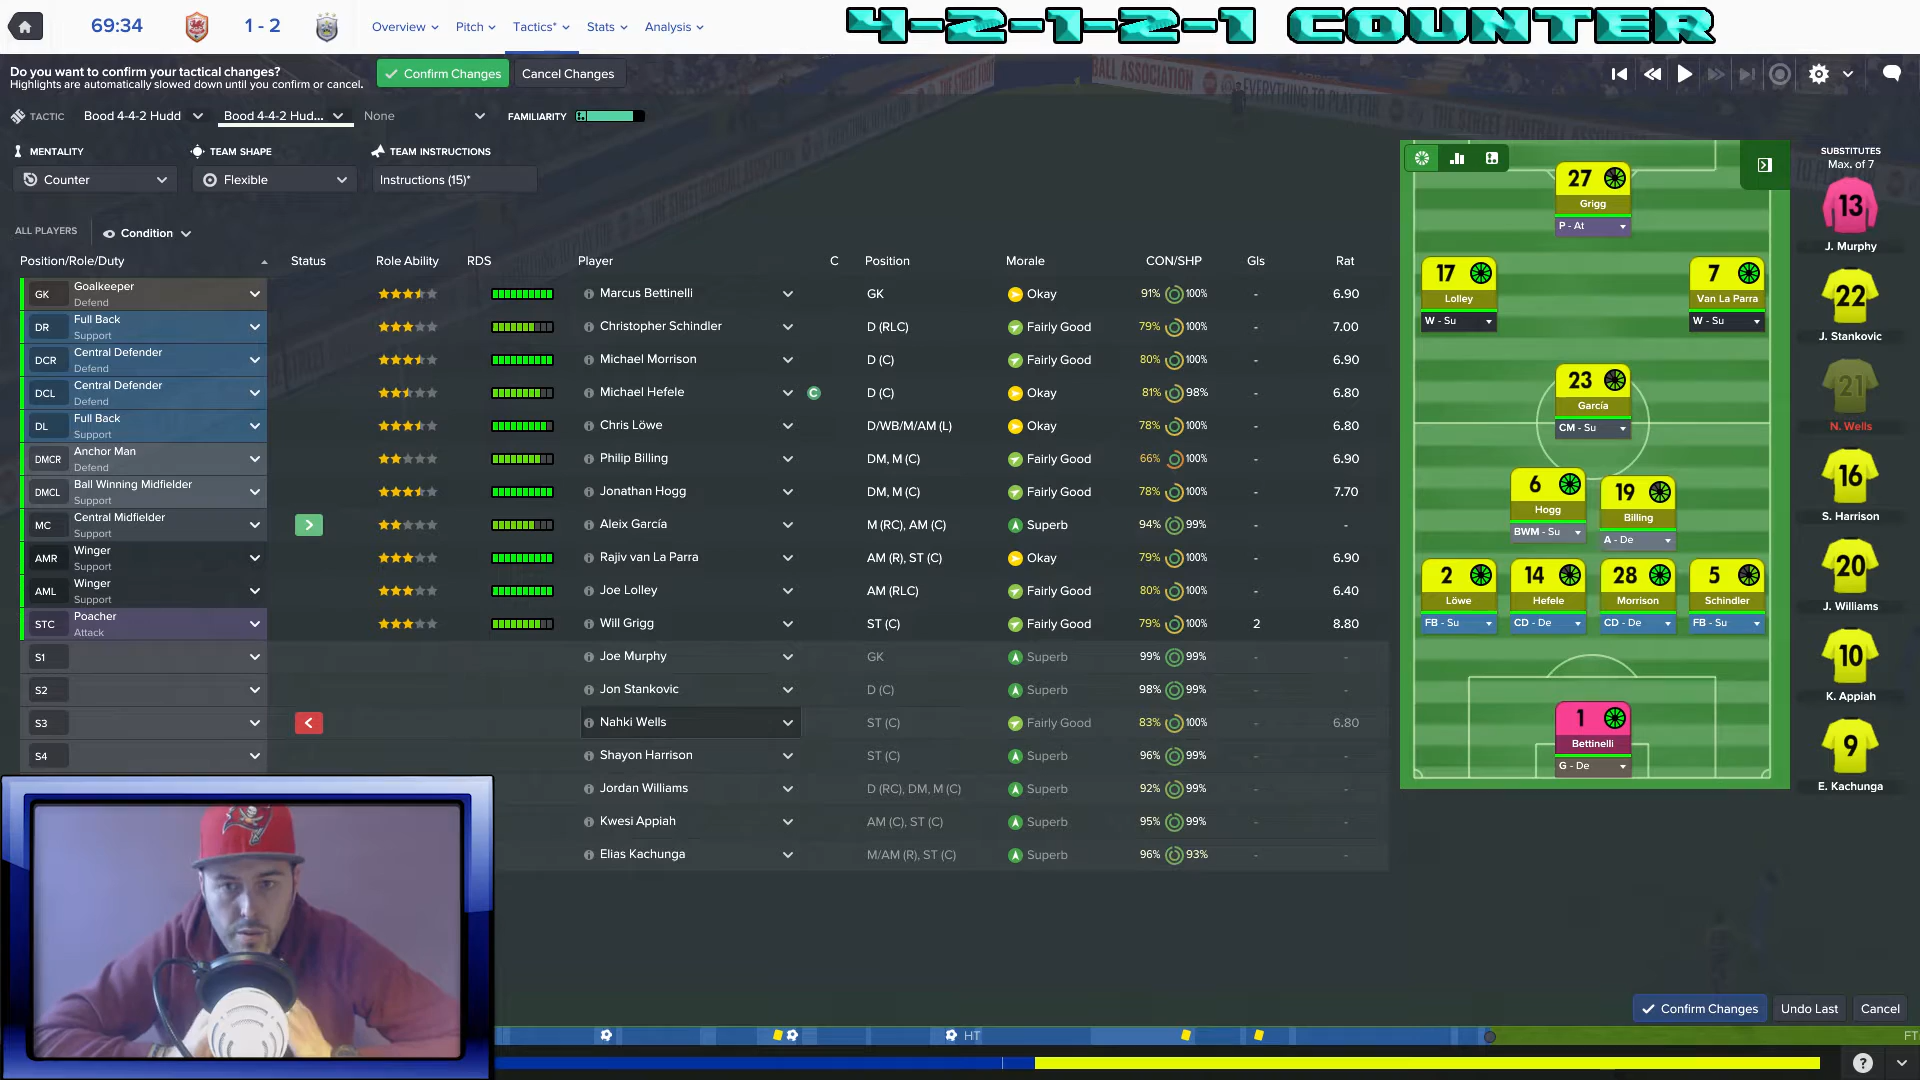 69:34
1 - 2
Overview
Pitch
Tactics*
Stats
Analysis
4-2-1-2-1 COUNTER
Do you want to confirm your tactical changes?
Highlights are automatically slowed down until you confirm or cancel.
Confirm Changes
Cancel Changes
BALL ASSOCIATION
EVERYTHING TO PLAY FOR
TACTIC
Bood 4-4-2 Hudd
Bood 4-4-2 Hud...
None
FAMILIARITY
MENTALITY
TEAM SHAPE
TEAM INSTRUCTIONS
Counter
Flexible
Instructions (15)*
ALL PLAYERS
Condition
Position/Role/Duty Status Role Ability RDS Player C Position Morale CON/SHP Gls Rat
GK Goalkeeper Defend Marcus Bettinelli GK Okay 91% 100% - 6.90
DR Full Back Support Christopher Schindler D (RLC) Fairly Good 79% 100% - 7.00
DCR Central Defender Defend Michael Morrison D (C) Fairly Good 80% 100% - 6.90
DCL Central Defender Defend Michael Hefele C D (C) Okay 81% 98% - 6.80
DL Full Back Support Chris Löwe D/WB/M/AM (L) Okay 78% 100% - 6.80
DMCR Anchor Man Defend Philip Billing DM, M (C) Fairly Good 66% 100% - 6.90
DMCL Ball Winning Midfielder Support Jonathan Hogg DM, M (C) Fairly Good 78% 100% - 7.70
MC Central Midfielder Support Aleix García M (RC), AM (C) Superb 94% 99% - -
AMR Winger Support Rajiv van La Parra AM (R), ST (C) Okay 79% 100% - 6.90
AML Winger Support Joe Lolley AM (RLC) Fairly Good 80% 100% - 6.40
STC Poacher Attack Will Grigg ST (C) Fairly Good 79% 100% 2 8.80
S1 Joe Murphy GK Superb 99% 99% - -
S2 Jon Stankovic D (C) Superb 98% 99% - -
S3 Nahki Wells ST (C) Fairly Good 83% 100% - 6.80
S4 Shayon Harrison ST (C) Superb 96% 99% - -
Jordan Williams D (RC), DM, M (C) Superb 92% 99% - -
Kwesi Appiah AM (C), ST (C) Superb 95% 99% - -
Elias Kachunga M/AM (R), ST (C) Superb 96% 93% - -
27
Grigg
P - At
17
Lolley
W - Su
7
Van La Parra
W - Su
23
García
CM - Su
6
Hogg
BWM - Su
19
Billing
A - De
2
Löwe
FB - Su
14
Hefele
CD - De
28
Morrison
CD - De
5
Schindler
FB - Su
1
Bettinelli
G - De
SUBSTITUTES
Max. of 7
13
J. Murphy
22
J. Stankovic
21
N. Wells
16
S. Harrison
20
J. Williams
10
K. Appiah
9
E. Kachunga
Confirm Changes
Undo Last
Cancel
HT
FT
?